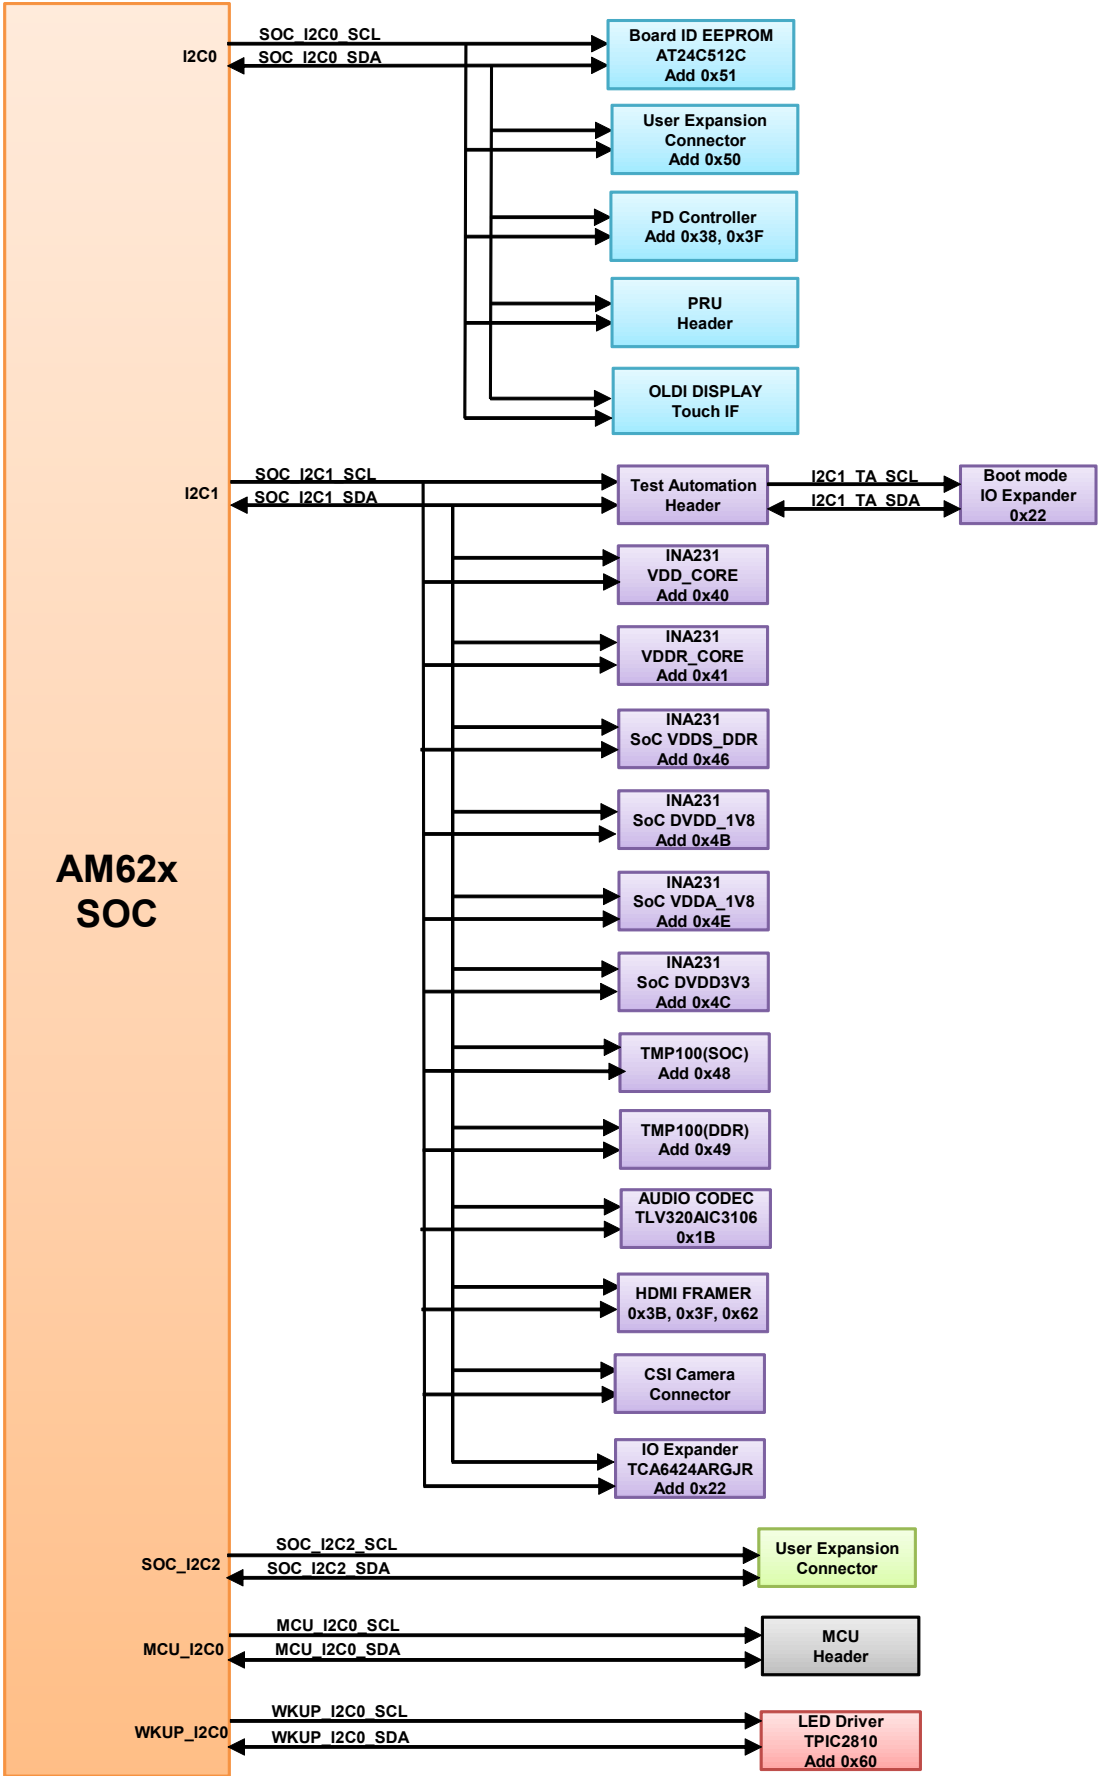 AM62x
SOC
I2C0
SOC_I2C0_SCL
SOC_I2C0_SDA
Board ID EEPROM
AT24C512C
Add 0x51
User Expansion
Connector
Add 0x50
PD Controller
Add 0x38, 0x3F
PRU
Header
OLDI DISPLAY
Touch IF
I2C1
SOC_I2C1_SCL
SOC_I2C1_SDA
Test Automation
Header
I2C1_TA_SCL
I2C1_TA_SDA
Boot mode
IO Expander
0x22
INA231
VDD_CORE
Add 0x40
INA231
VDDR_CORE
Add 0x41
INA231
SoC VDDS_DDR
Add 0x46
INA231
SoC DVDD_1V8
Add 0x4B
INA231
SoC VDDA_1V8
Add 0x4E
INA231
SoC DVDD3V3
Add 0x4C
TMP100(SOC)
Add 0x48
TMP100(DDR)
Add 0x49
AUDIO CODEC
TLV320AIC3106
0x1B
HDMI FRAMER
0x3B, 0x3F, 0x62
CSI Camera
Connector
IO Expander
TCA6424ARGJR
Add 0x22
SOC_I2C2
SOC_I2C2_SCL
SOC_I2C2_SDA
User Expansion
Connector
MCU_I2C0
MCU_I2C0_SCL
MCU_I2C0_SDA
MCU
Header
WKUP_I2C0
WKUP_I2C0_SCL
WKUP_I2C0_SDA
LED Driver
TPIC2810
Add 0x60